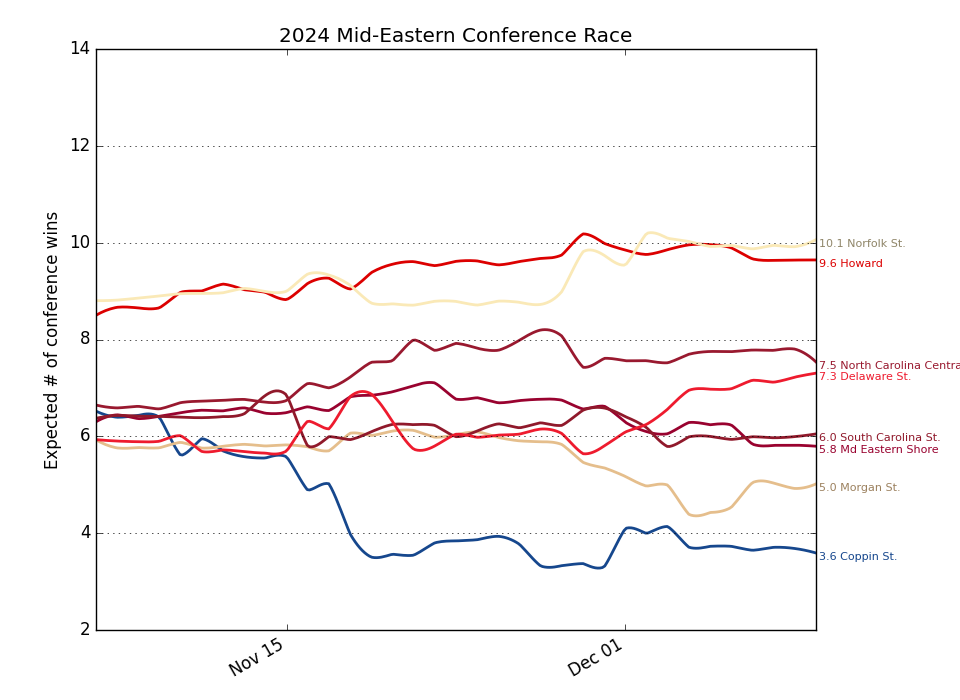 2024 Mid-Eastern Conference Race
Expected # of conference wins
14
12
10
8
6
4
2
Nov 15
Dec 01
10.1 Norfolk St.
9.6 Howard
7.5 North Carolina Centra
7.3 Delaware St.
6.0 South Carolina St.
5.8 Md Eastern Shore
5.0 Morgan St.
3.6 Coppin St.